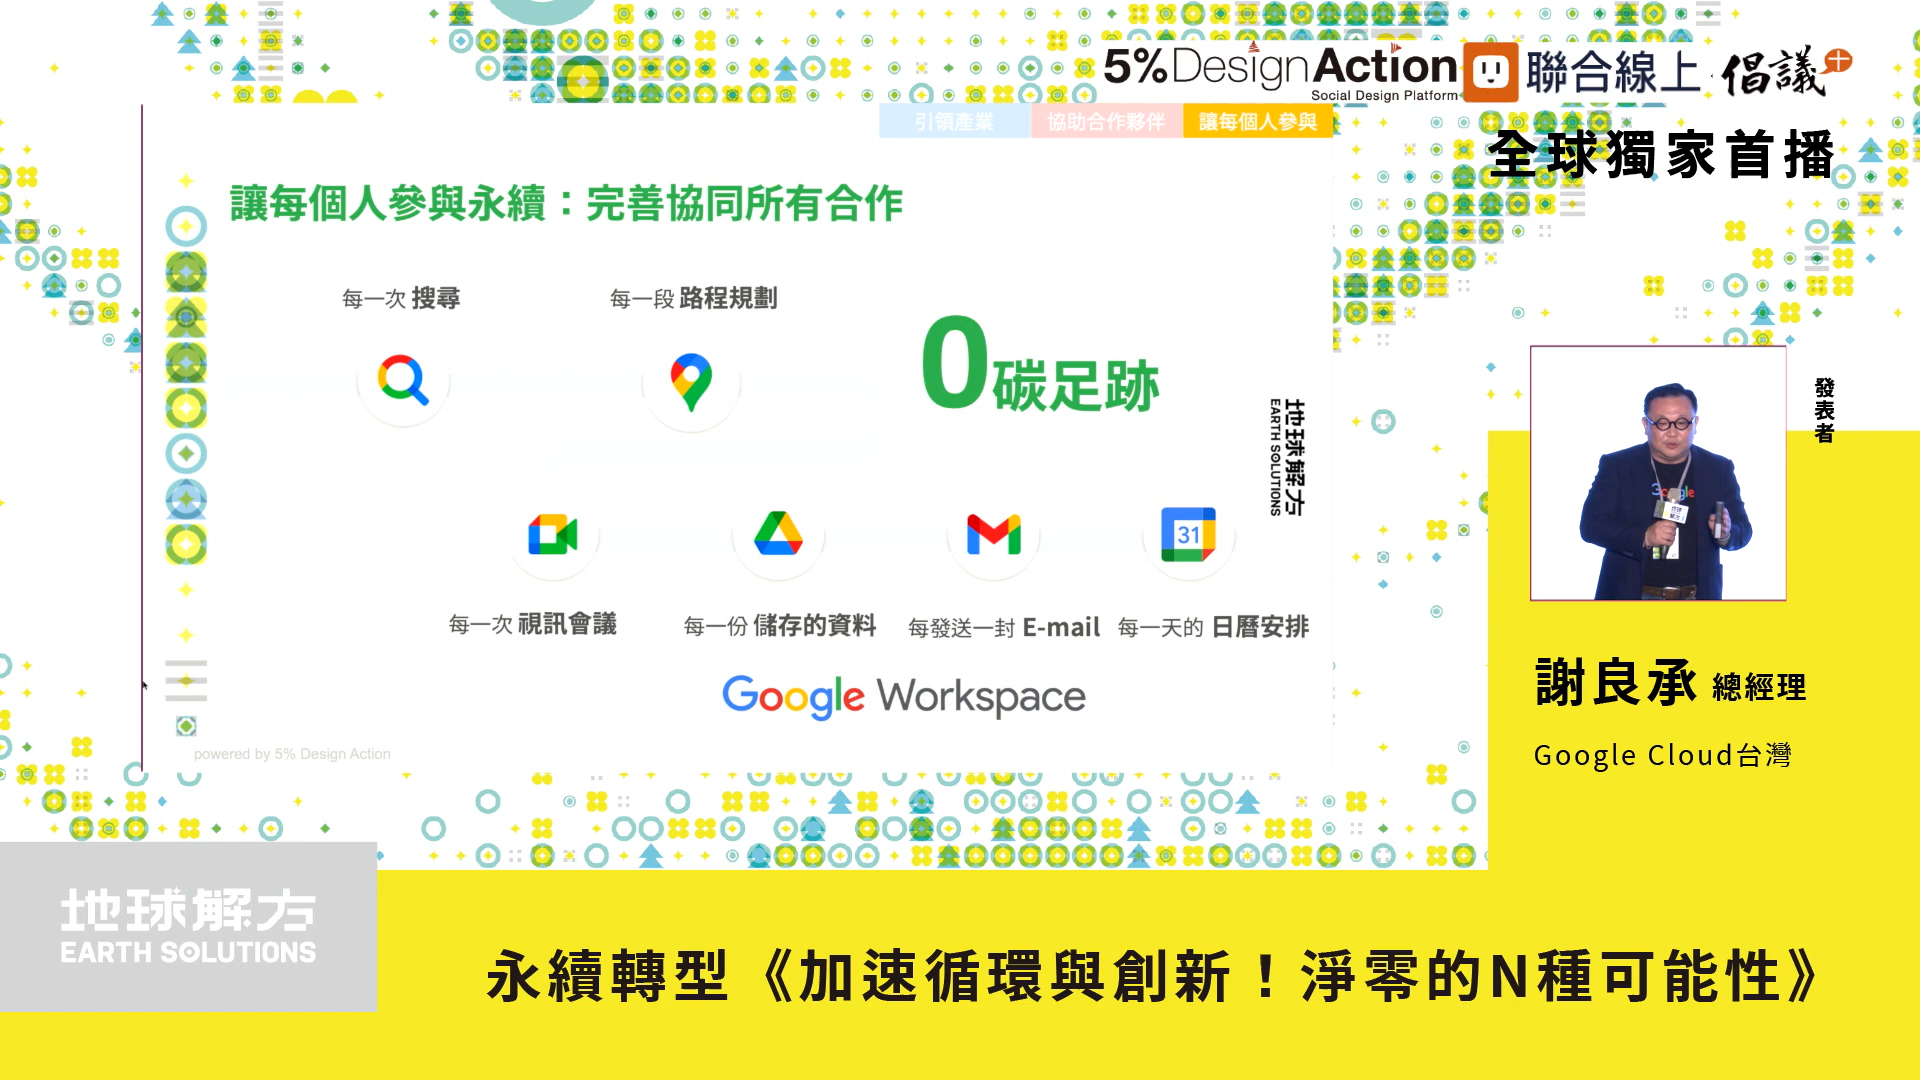 5%Design Action
Social Design Platform
聯合線上
倡議+
引領產業
協助合作夥伴
讓每個人參與
全球獨家首播
讓每個人參與永續：完善協同所有合作
每一次 搜尋
每一段 路程規劃
0碳足跡
地球解方
EARTH SOLUTIONS
發表者
Google
31
每一次 視訊會議
每一份 儲存的資料
每發送一封 E-mail
每一天的 日曆安排
Google Workspace
powered by 5% Design Action
謝良承 總經理
Google Cloud台灣
地球解方
EARTH SOLUTIONS
永續轉型《加速循環與創新！淨零的N種可能性》